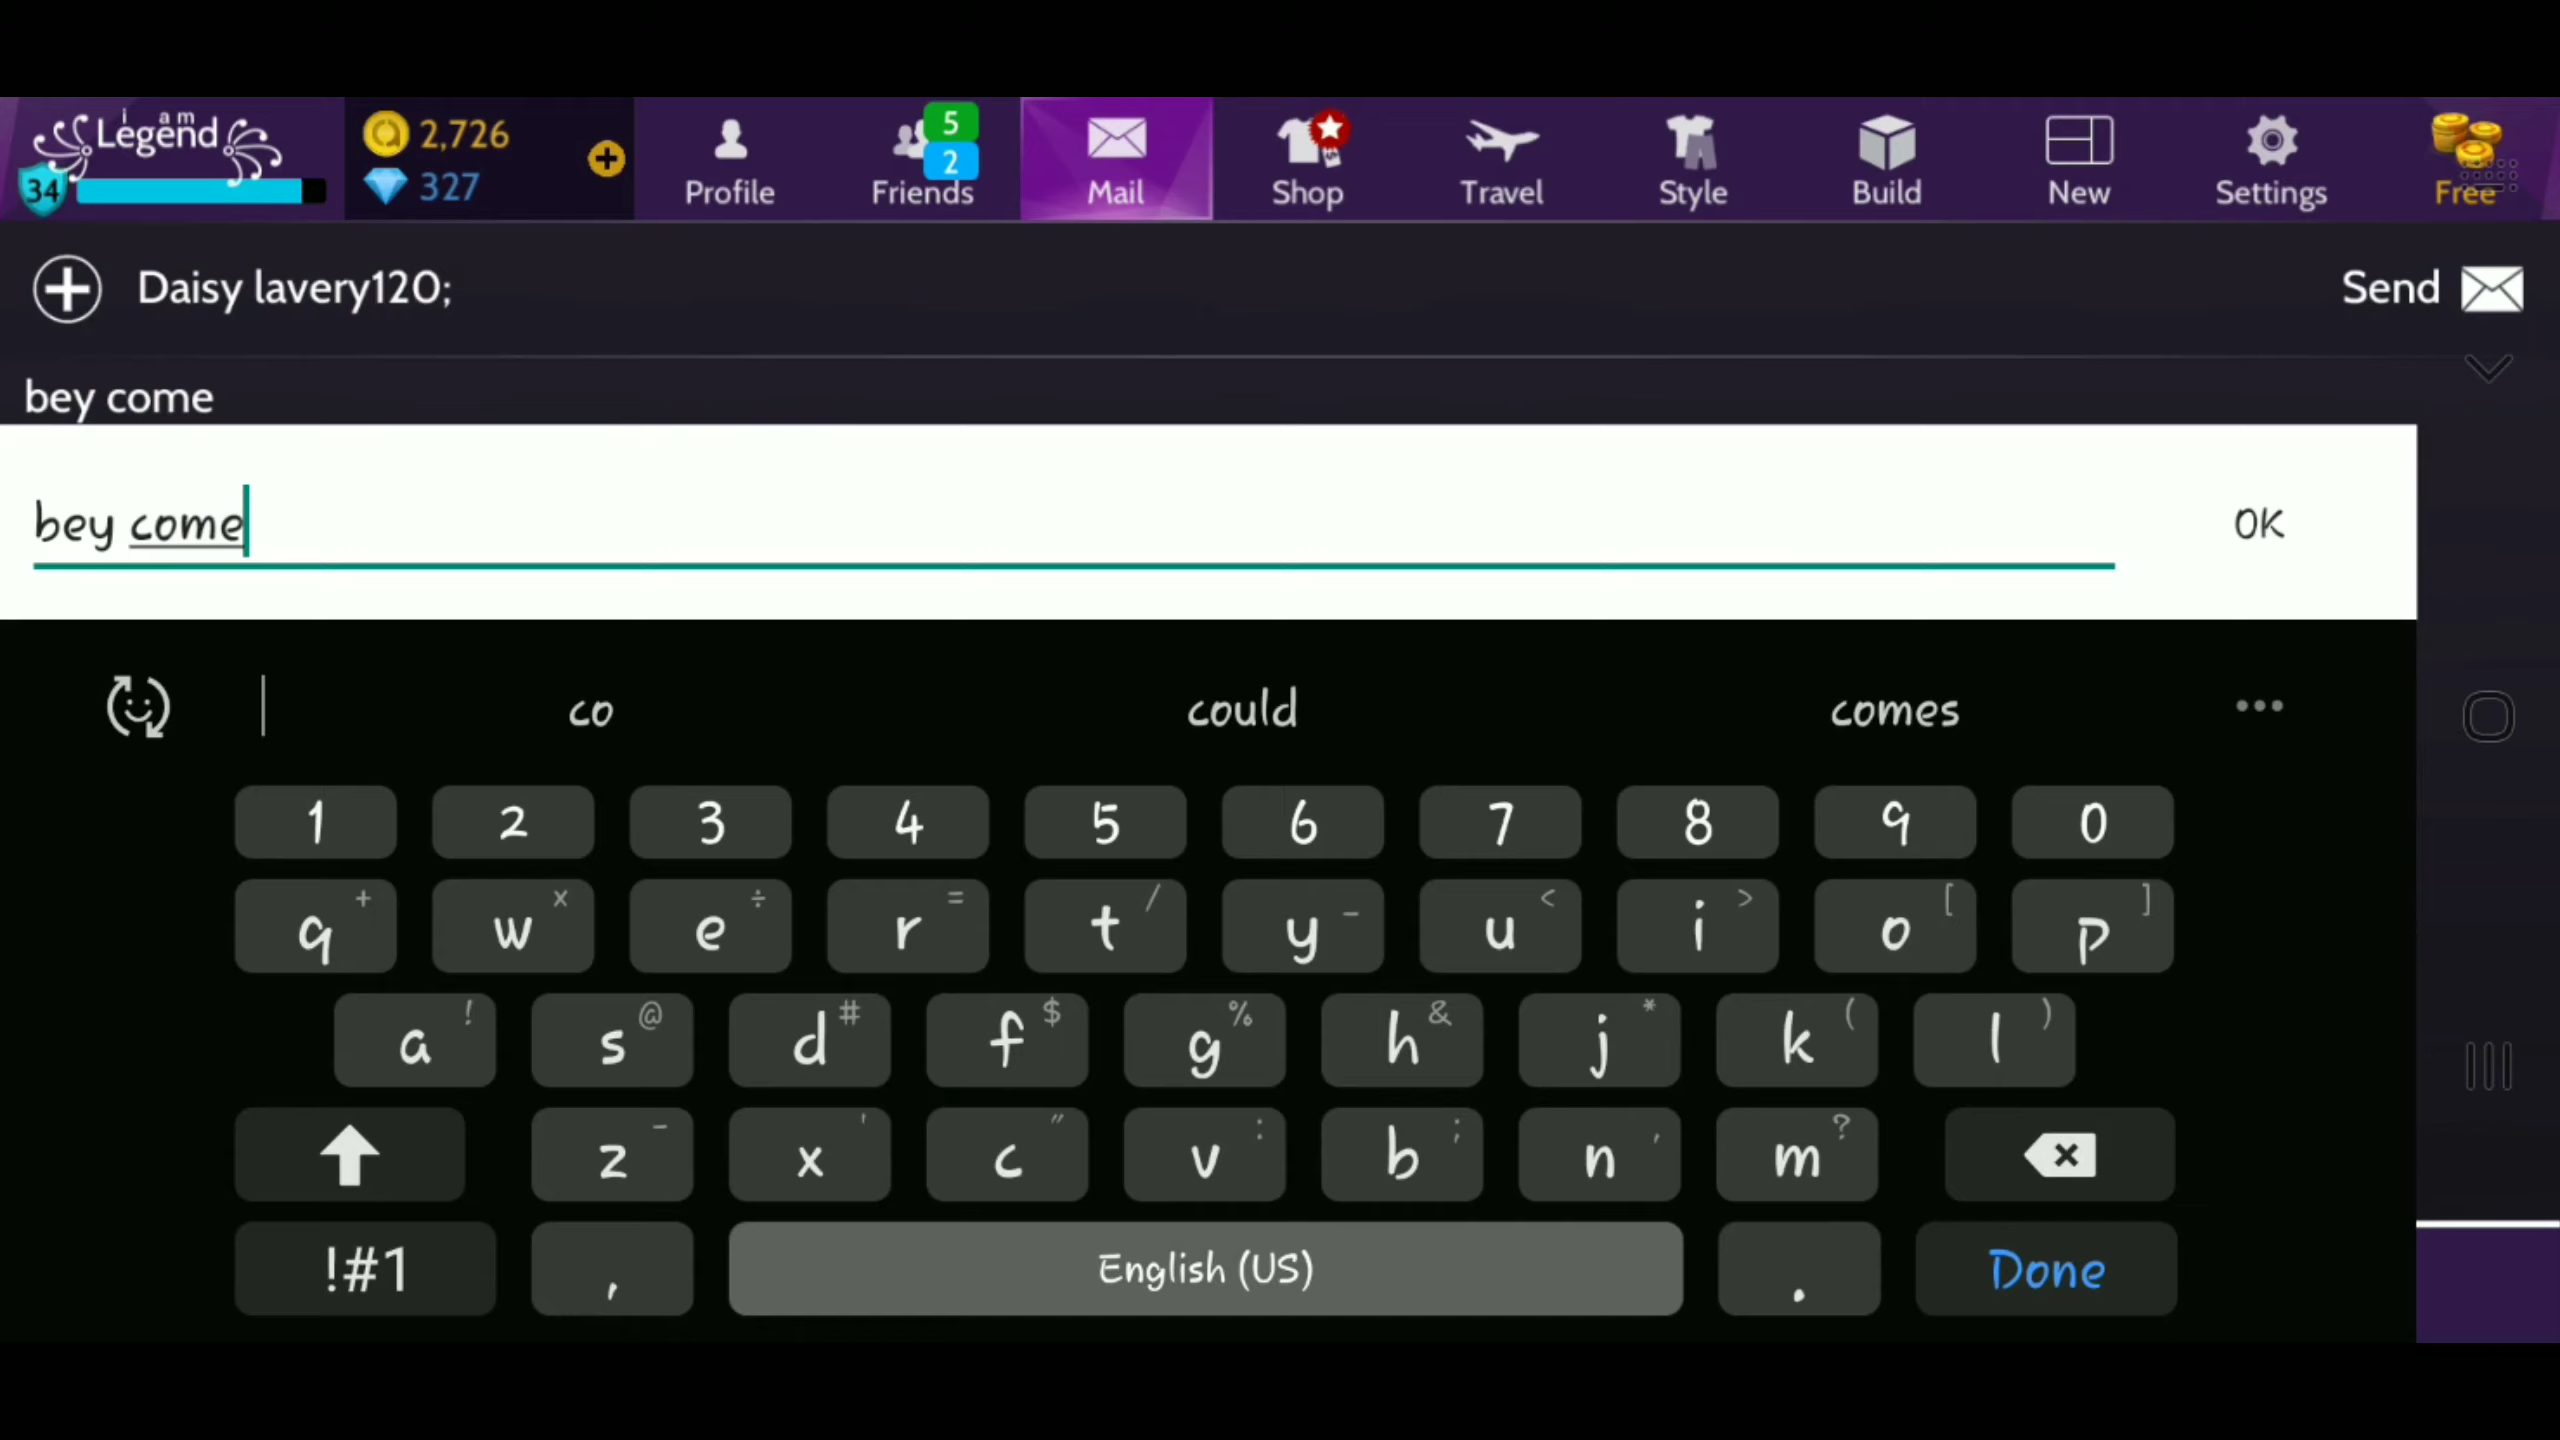 i am
Legend
34
2,726
327
Profile
5
2
Friends
Mail
Shop
Travel
Style
Build
New
Settings
Free
Daisy lavery120;
Send
bey come
bey come
OK
co could comes
1 2 3 4 5 6 7 8 9 0
+ × ÷ = / _ < > [ ]
q w e r t y u i o p
! @ # $ % & * ( )
a s d f g h j k l
- ' " : ; , ?
z x c v b n m
!#1 , English (US) . Done